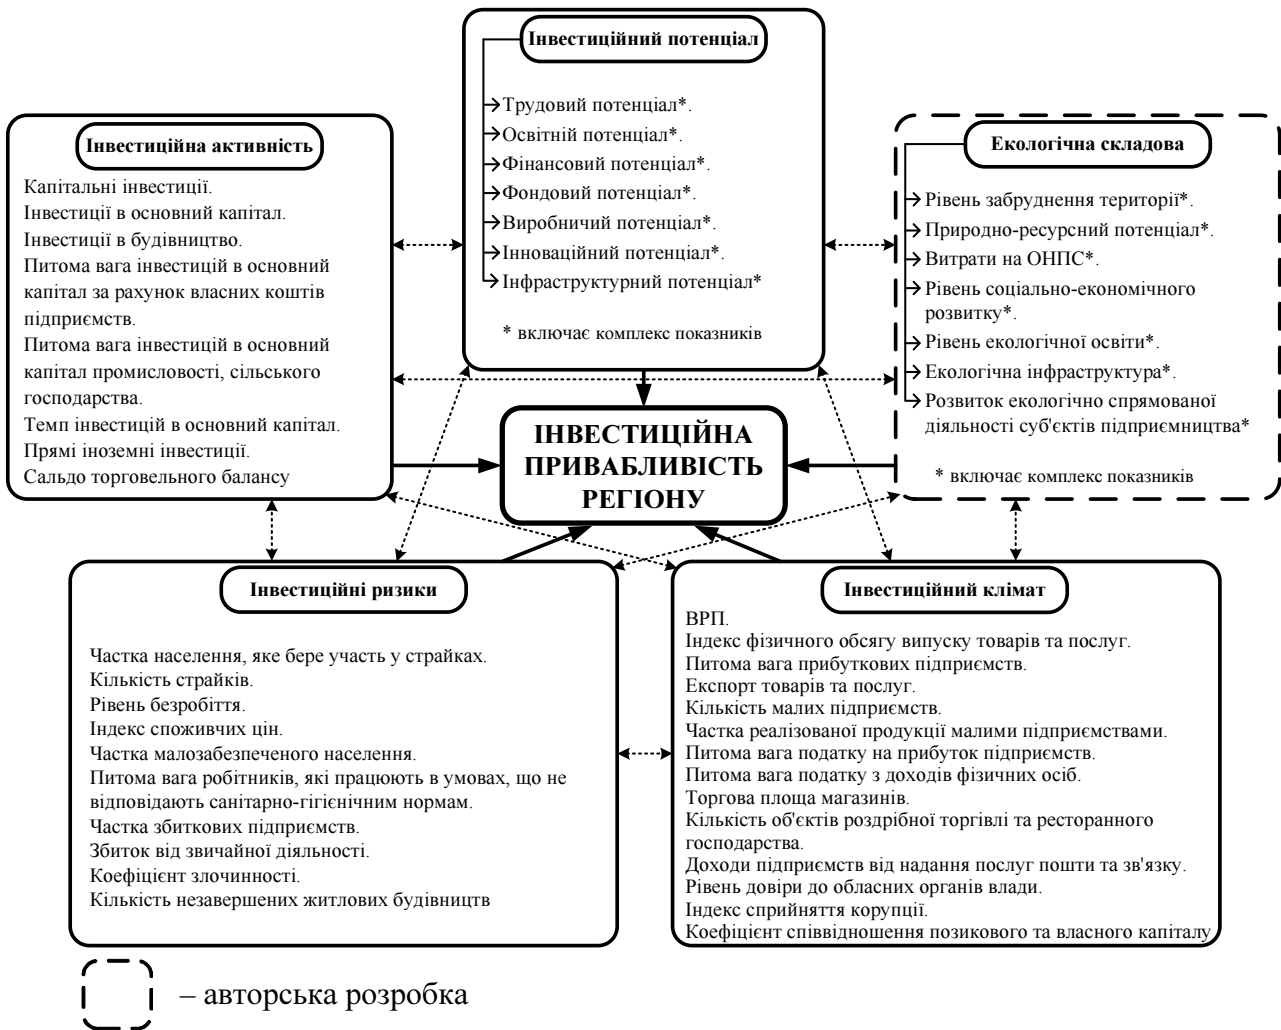 Інвестиційний потенціал
Трудовий потенціал*.
Освітній потенціал*.
Фінансовий потенціал*.
Фондовий потенціал*.
Виробничий потенціал*.
Інноваційний потенціал*.
Інфраструктурний потенціал*
* включає комплекс показників
Інвестиційна активність
Капітальні інвестиції.
Інвестиції в основний капітал.
Інвестиції в будівництво.
Питома вага інвестицій в основний
капітал за рахунок власних коштів
підприємств.
Питома вага інвестицій в основний
капітал промисловості, сільського
господарства.
Темп інвестицій в основний капітал.
Прямі іноземні інвестиції.
Сальдо торговельного балансу
Екологічна складова
Рівень забруднення території*.
Природно-ресурсний потенціал*.
Витрати на ОНПС*.
Рівень соціально-економічного
розвитку*.
Рівень екологічної освіти*.
Екологічна інфраструктура*.
Розвиток екологічно спрямованої
діяльності суб'єктів підприємництва*
* включає комплекс показників
ІНВЕСТИЦІЙНА
ПРИВАБЛИВІСТЬ
РЕГІОНУ
Інвестиційні ризики
Частка населення, яке бере участь у страйках.
Кількість страйків.
Рівень безробіття.
Індекс споживчих цін.
Частка малозабезпеченого населення.
Питома вага робітників, які працюють в умовах, що не
відповідають санітарно-гігієнічним нормам.
Частка збиткових підприємств.
Збиток від звичайної діяльності.
Коефіцієнт злочинності.
Кількість незавершених житлових будівництв
Інвестиційний клімат
ВРП.
Індекс фізичного обсягу випуску товарів та послуг.
Питома вага прибуткових підприємств.
Експорт товарів та послуг.
Кількість малих підприємств.
Частка реалізованої продукції малими підприємствами.
Питома вага податку на прибуток підприємств.
Питома вага податку з доходів фізичних осіб.
Торгова площа магазинів.
Кількість об'єктів роздрібної торгівлі та ресторанного
господарства.
Доходи підприємств від надання послуг пошти та зв'язку.
Рівень довіри до обласних органів влади.
Індекс сприйняття корупції.
Коефіцієнт співвідношення позикового та власного капіталу
– авторська розробка